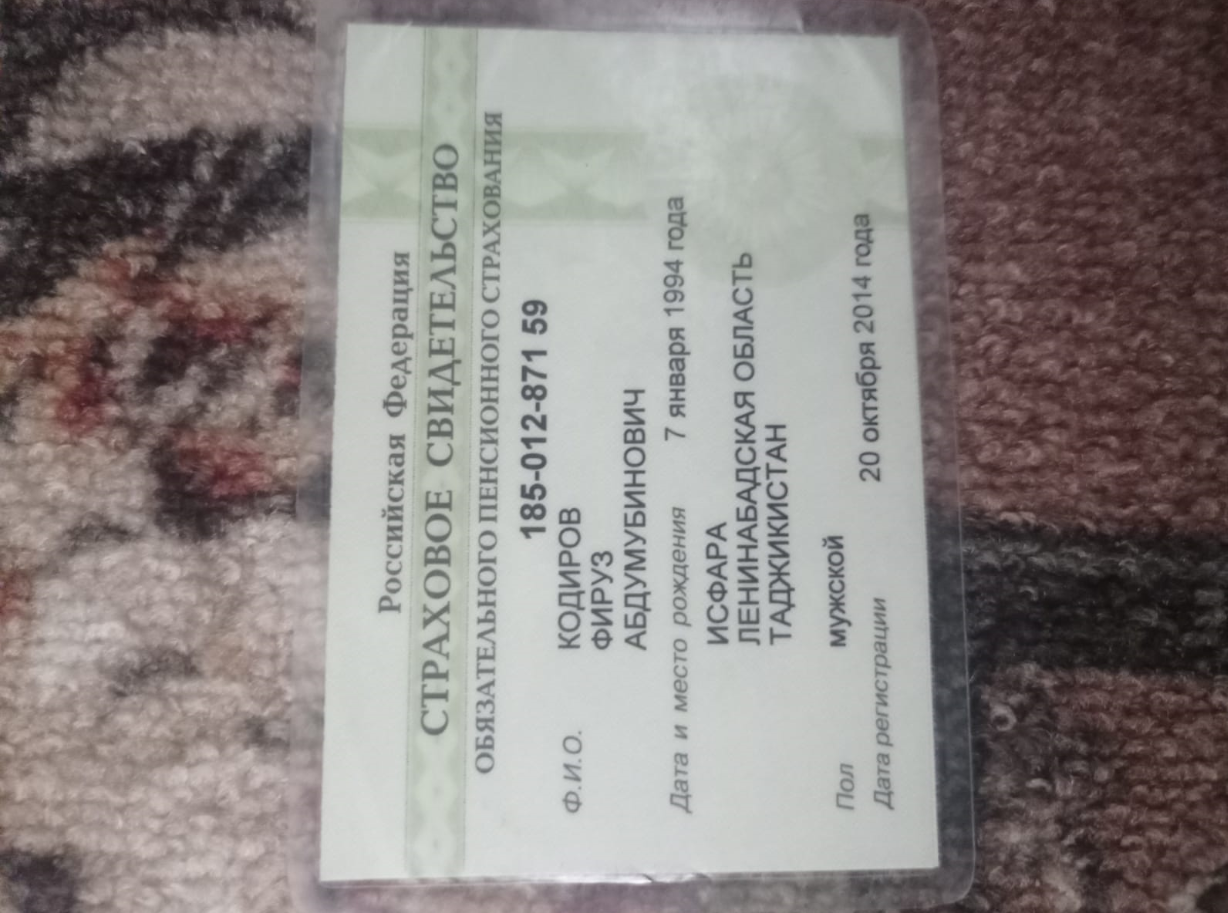 Российская Федерация
СТРАХОВОЕ СВИДЕТЕЛЬСТВО
ОБЯЗАТЕЛЬНОГО ПЕНСИОННОГО СТРАХОВАНИЯ
185-012-871 59
Ф.И.О. КОДИРОВ
ФИРУЗ
АБДУМУБИНОВИЧ
Дата и место рождения 7 января 1994 года
ИСФАРА
ЛЕНИНАБАДСКАЯ ОБЛАСТЬ
ТАДЖИКИСТАН
Пол мужской
Дата регистрации 20 октября 2014 года